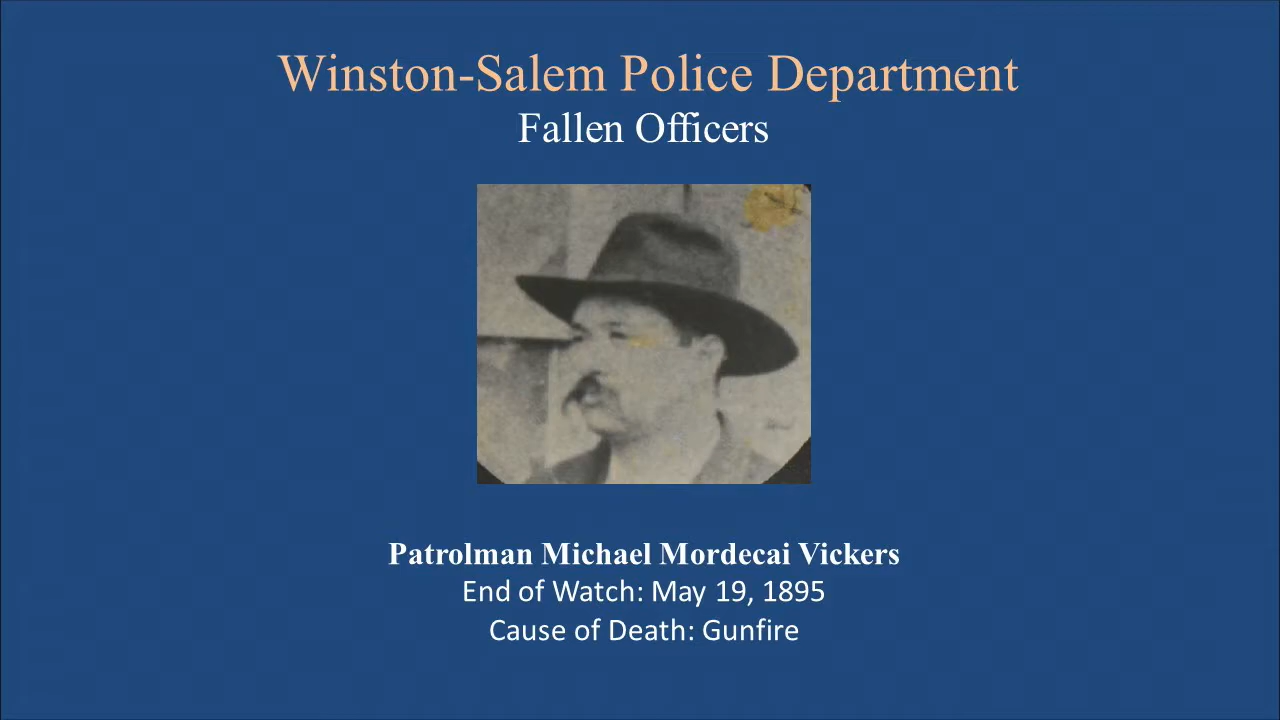 Winston-Salem Police Department
Fallen Officers
Patrolman Michael Mordecai Vickers
End of Watch: May 19, 1895
Cause of Death: Gunfire